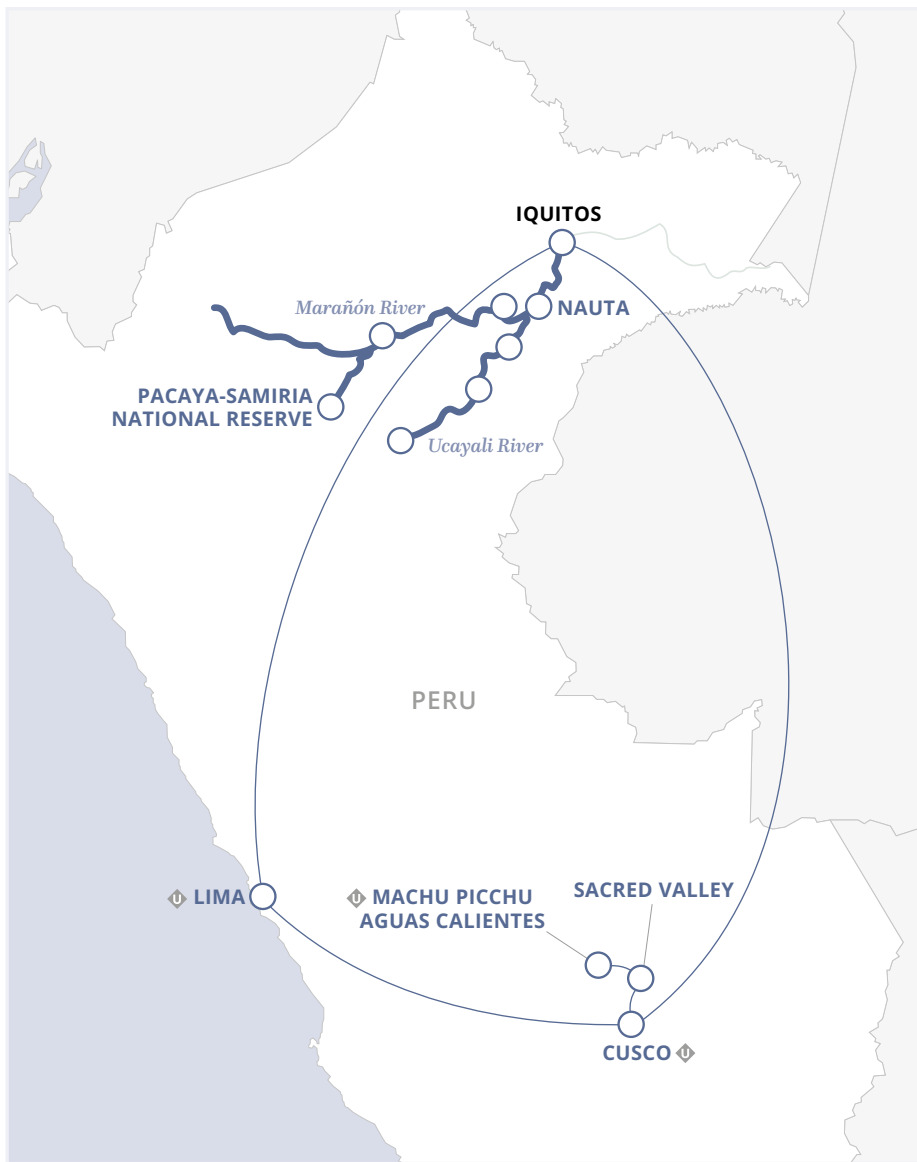 IQUITOS
Marañón River
NAUTA
PACAYA-SAMIRIA
NATIONAL RESERVE
Ucayali River
PERU
U LIMA
U MACHU PICCHU
AGUAS CALIENTES
SACRED VALLEY
CUSCO U